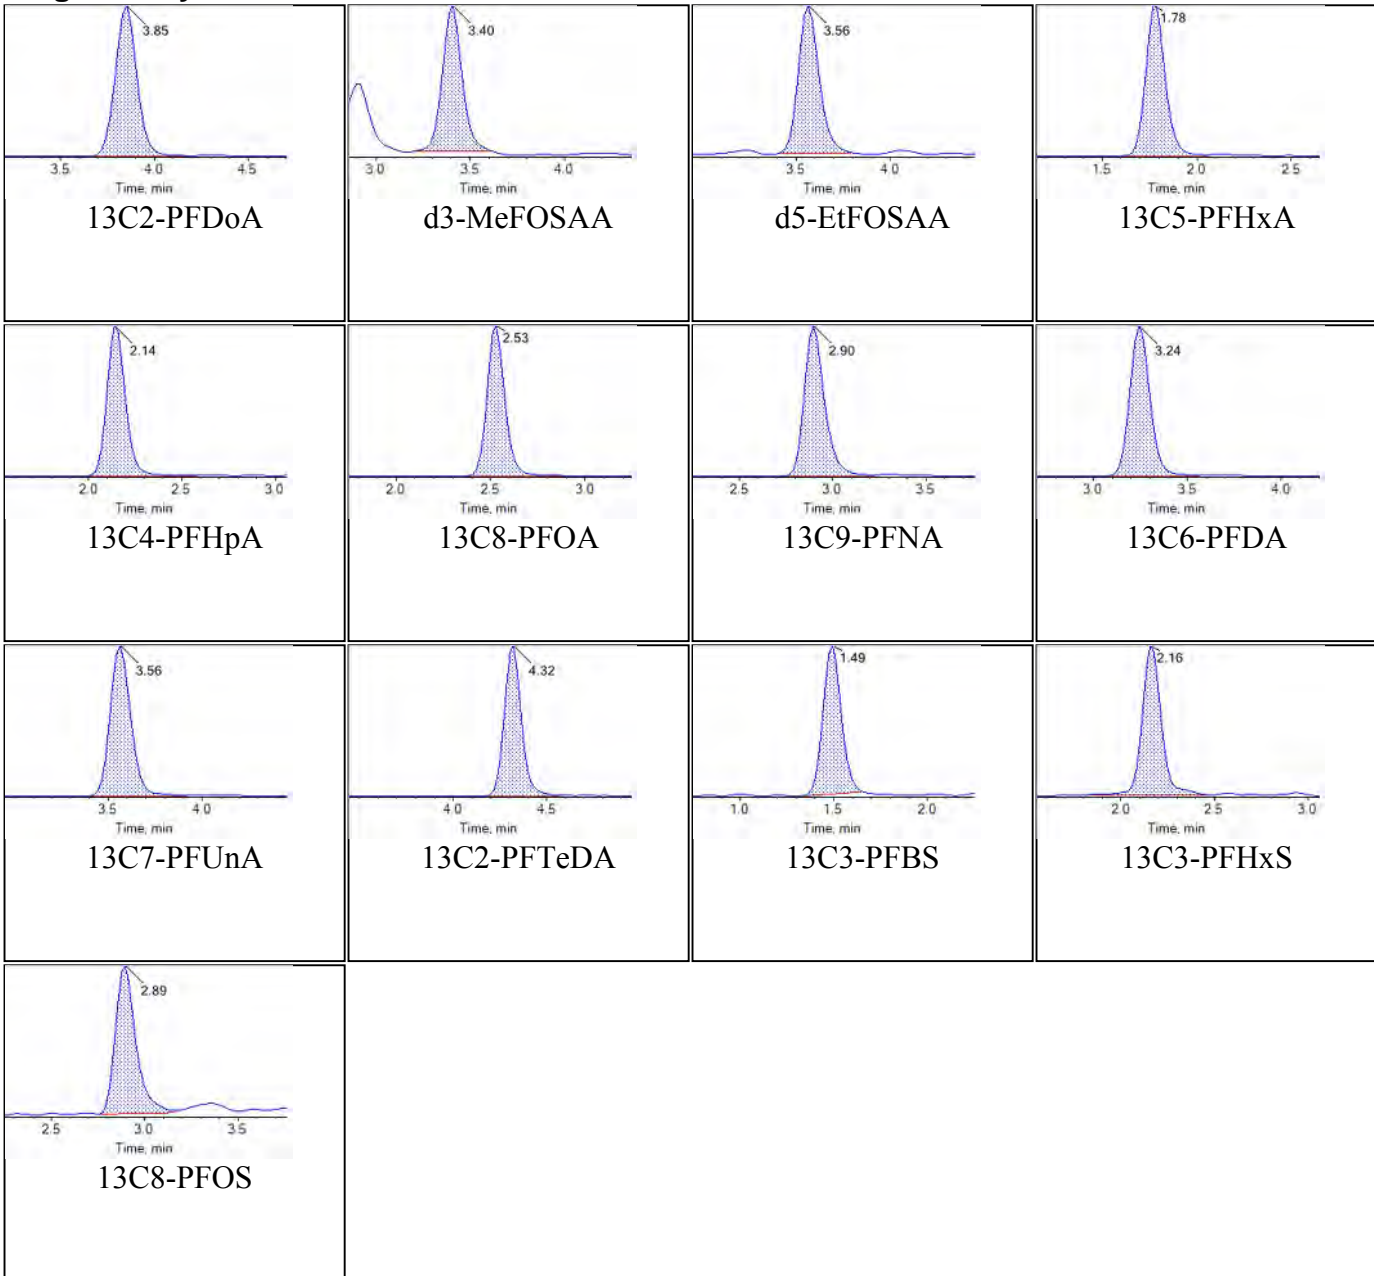 3.85
3.5 4.0 4.5
Time, min
13C2-PFDoA
3.40
3.0 3.5 4.0
Time, min
d3-MeFOSAA
3.56
3.5 4.0
Time, min
d5-EtFOSAA
1.78
1.5 2.0 2.5
Time, min
13C5-PFHxA
2.14
2.0 2.5 3.0
Time, min
13C4-PFHpA
2.53
2.0 2.5 3.0
Time, min
13C8-PFOA
2.90
2.5 3.0 3.5
Time, min
13C9-PFNA
3.24
3.0 3.5 4.0
Time, min
13C6-PFDA
3.56
3.5 4.0
Time, min
13C7-PFUnA
4.32
4.0 4.5
Time, min
13C2-PFTeDA
1.49
1.0 1.5 2.0
Time, min
13C3-PFBS
2.16
2.0 2.5 3.0
Time, min
13C3-PFHxS
2.89
2.5 3.0 3.5
Time, min
13C8-PFOS